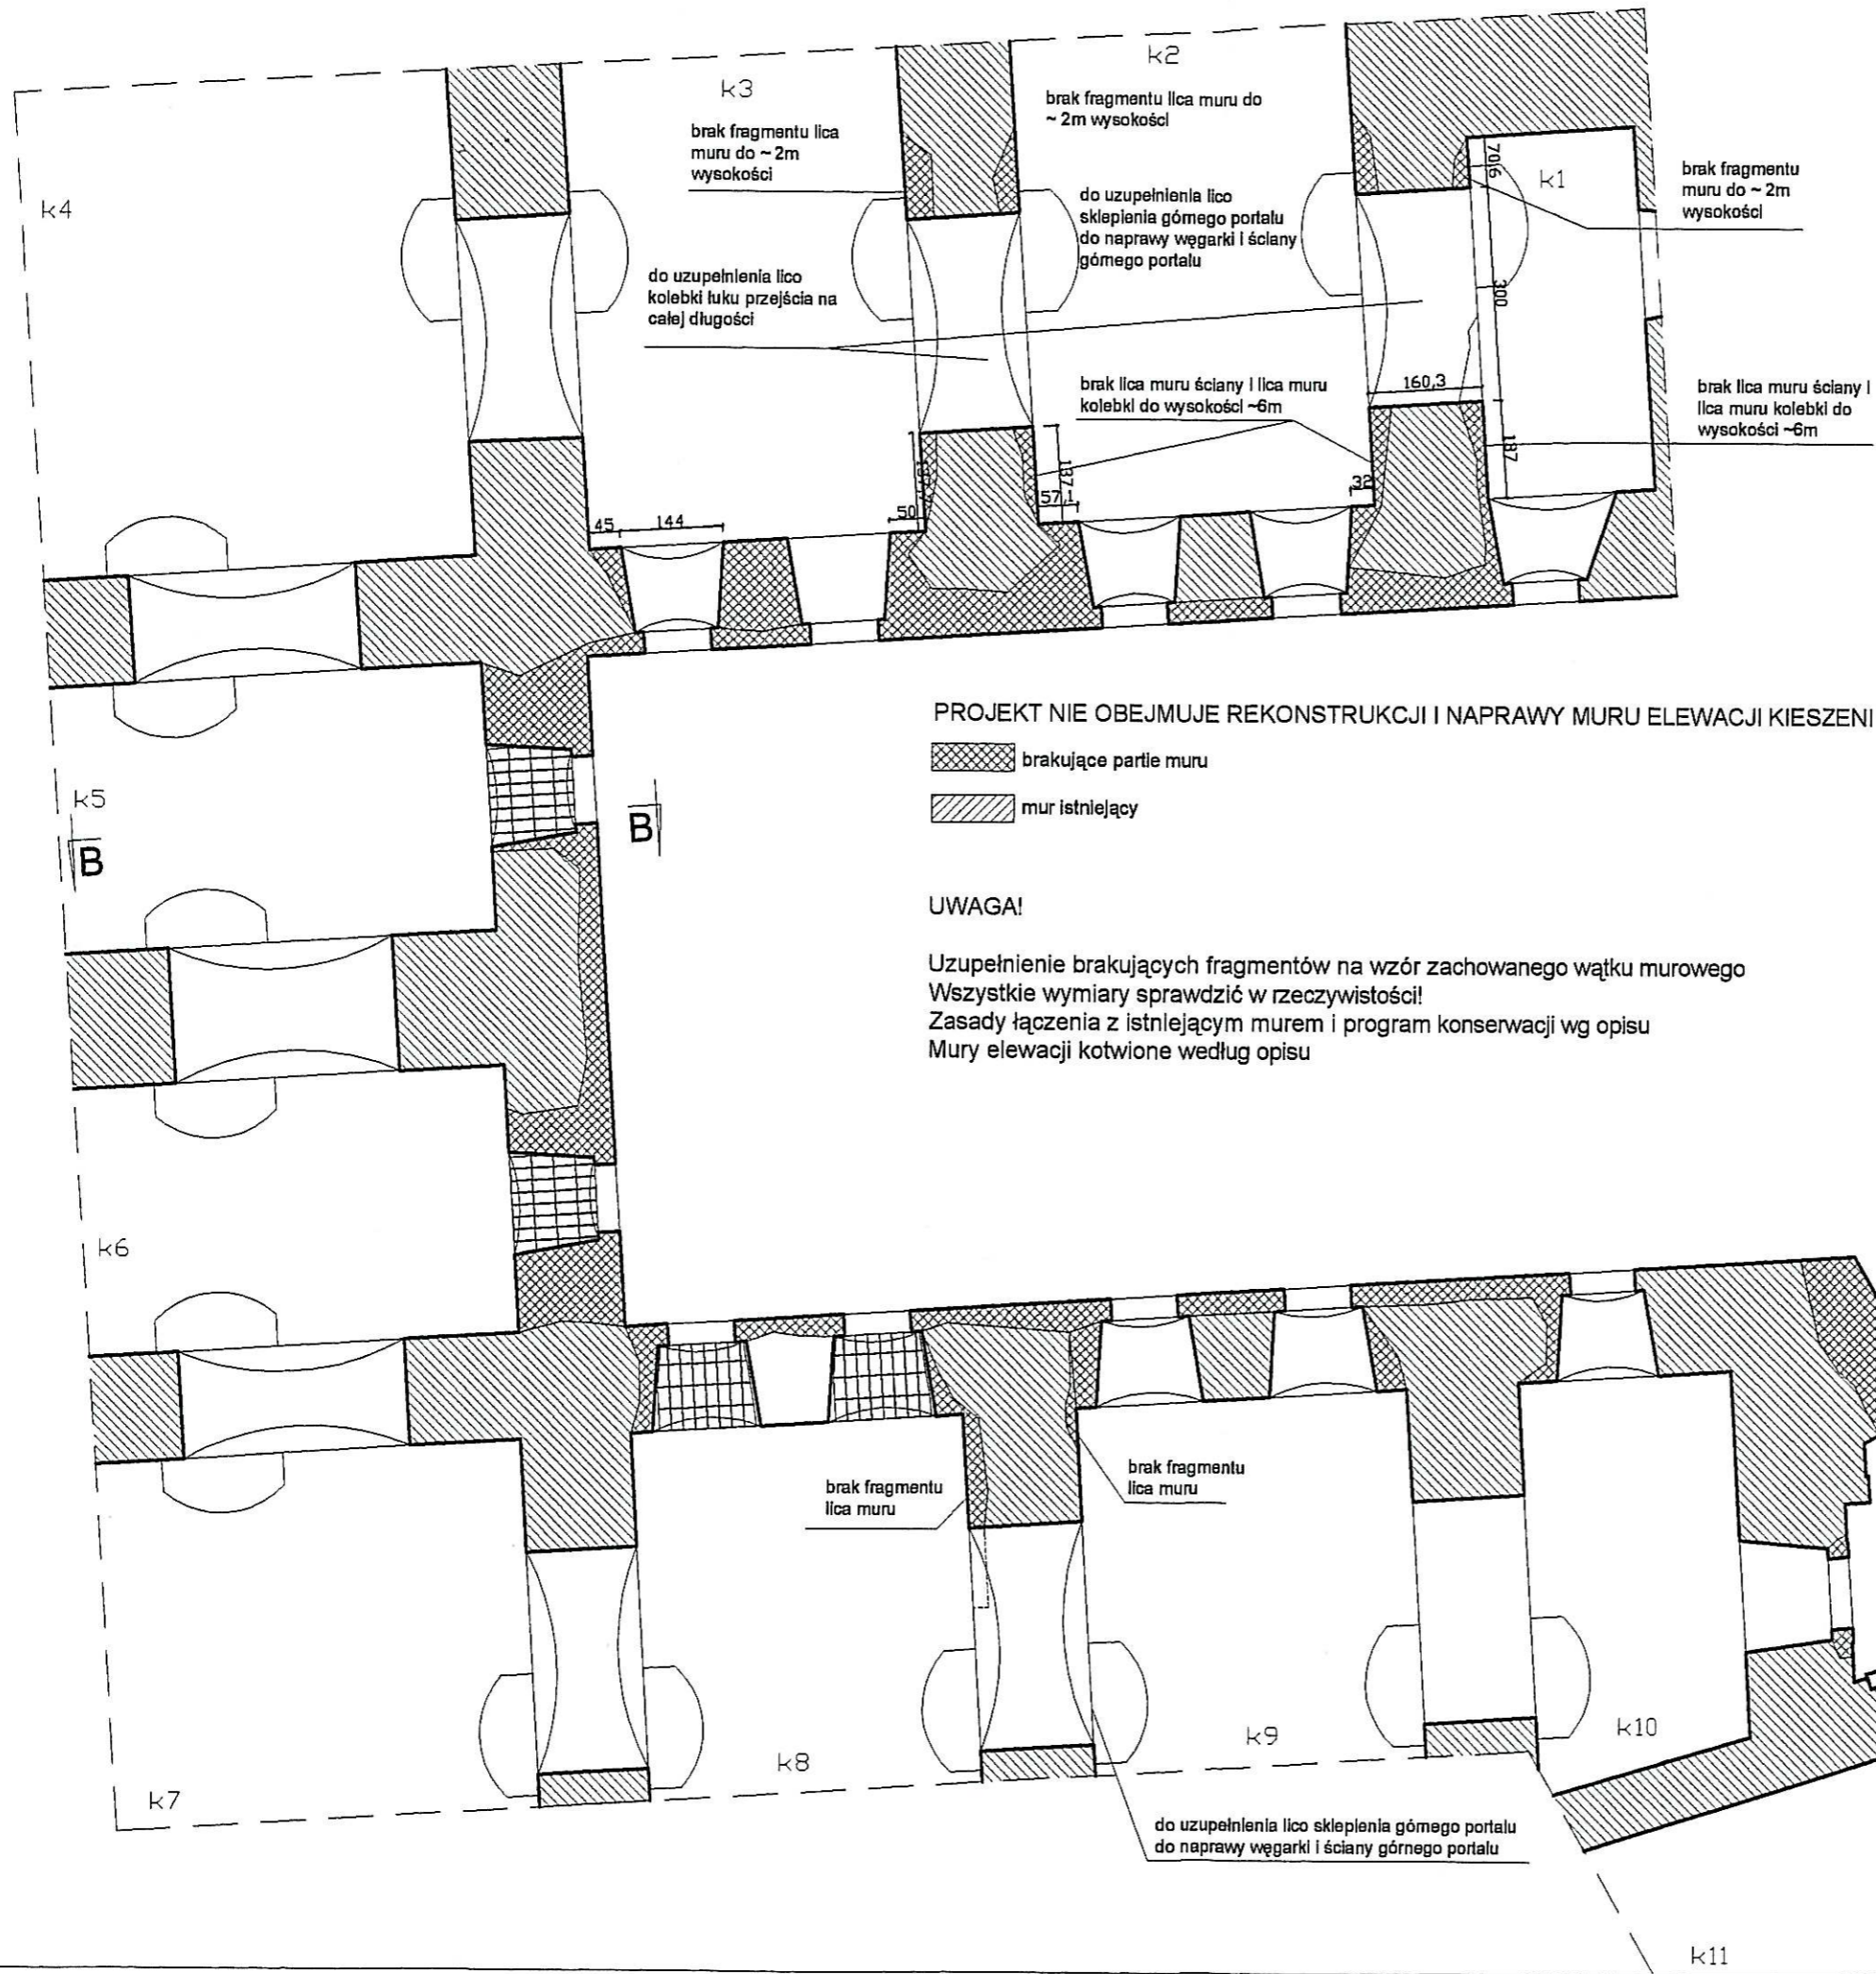 k4
k3
k2
k1
brak fragmentu lica
muru do ~ 2m
wysokości
brak fragmentu lica muru do
~ 2m wysokości
do uzupełnienia lico
sklepienia górnego portalu
do naprawy węgarki i ściany
górnego portalu
brak fragmentu
muru do ~ 2m
wysokości
do uzupełnienia lico
kolebki łuku przejścia na
całej długości
brak lica muru ściany i lica muru
kolebki do wysokości ~6m
brak lica muru ściany i
lica muru kolebki do
wysokości ~6m
70,6
300
160,3
137
137
57,1
32
50
45
144
PROJEKT NIE OBEJMUJE REKONSTRUKCJI I NAPRAWY MURU ELEWACJI KIESZENI
brakujące partie muru
mur istniejący
k5
B
B
UWAGA!
Uzupełnienie brakujących fragmentów na wzór zachowanego wątku murowego
Wszystkie wymiary sprawdzić w rzeczywistości!
Zasady łączenia z istniejącym murem i program konserwacji wg opisu
Mury elewacji kotwione według opisu
k6
brak fragmentu
lica muru
brak fragmentu
lica muru
k7
k8
k9
k10
do uzupełnienia lico sklepienia górnego portalu
do naprawy węgarki i ściany górnego portalu
k11